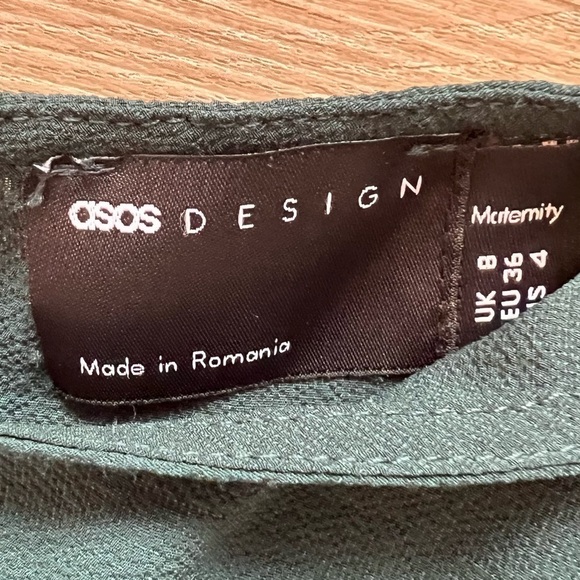 asos DESIGN
Made in Romania
Maternity
UK 8
EU 36
US 4